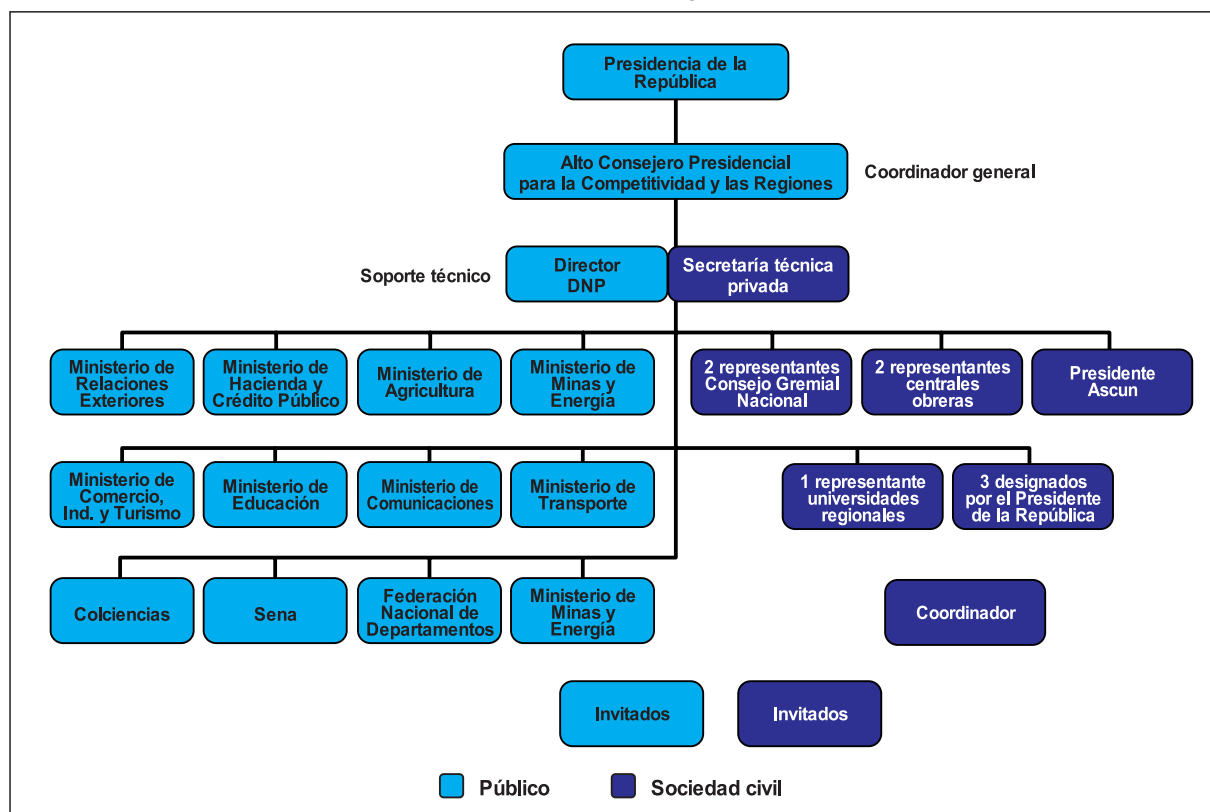 Presidencia de la
República
Alto Consejero Presidencial
para la Competitividad y las Regiones
Coordinador general
Soporte técnico
Director
DNP
Secretaría técnica
privada
Ministerio de
Relaciones
Exteriores
Ministerio de
Hacienda y
Crédito Público
Ministerio de
Agricultura
Ministerio de
Minas y
Energía
2 representantes
Consejo Gremial
Nacional
2 representantes
centrales
obreras
Presidente
Ascun
Ministerio de
Comercio,
Ind. y Turismo
Ministerio de
Educación
Ministerio de
Comunicaciones
Ministerio de
Transporte
1 representante
universidades
regionales
3 designados
por el Presidente
de la República
Colciencias
Sena
Federación
Nacional de
Departamentos
Ministerio de
Minas y
Energía
Coordinador
Invitados
Invitados
Público
Sociedad civil